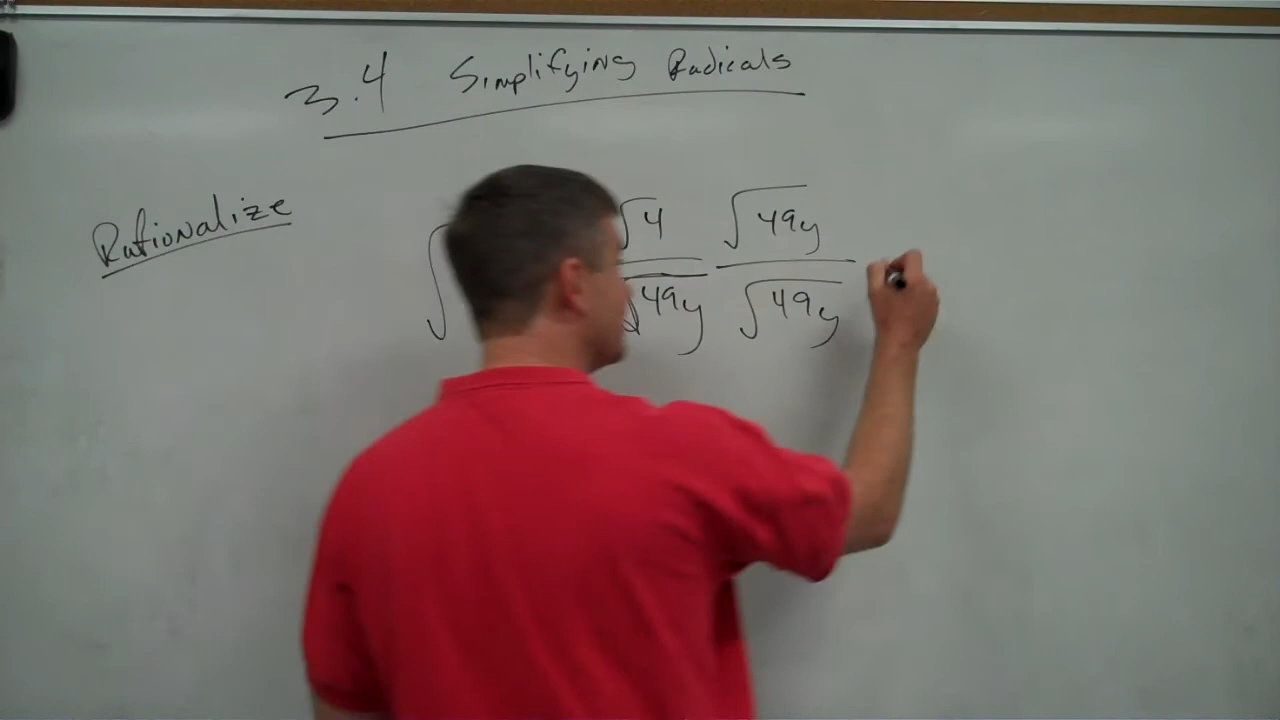 3.4 Simplifying Radicals
Rationalize
√ √4 √49y
√49y √49y